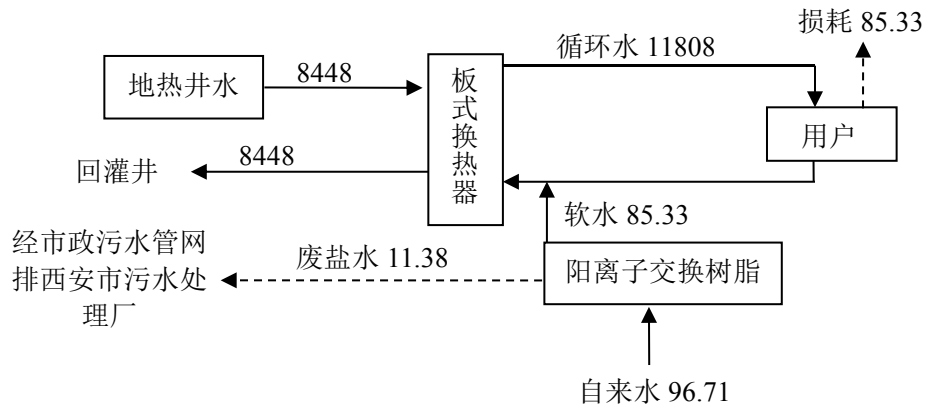 损耗 85.33
循环水 11808
地热井水
8448
板式换热器
用户
回灌井
8448
软水 85.33
经市政污水管网
排西安市污水处
理厂
废盐水 11.38
阳离子交换树脂
自来水 96.71